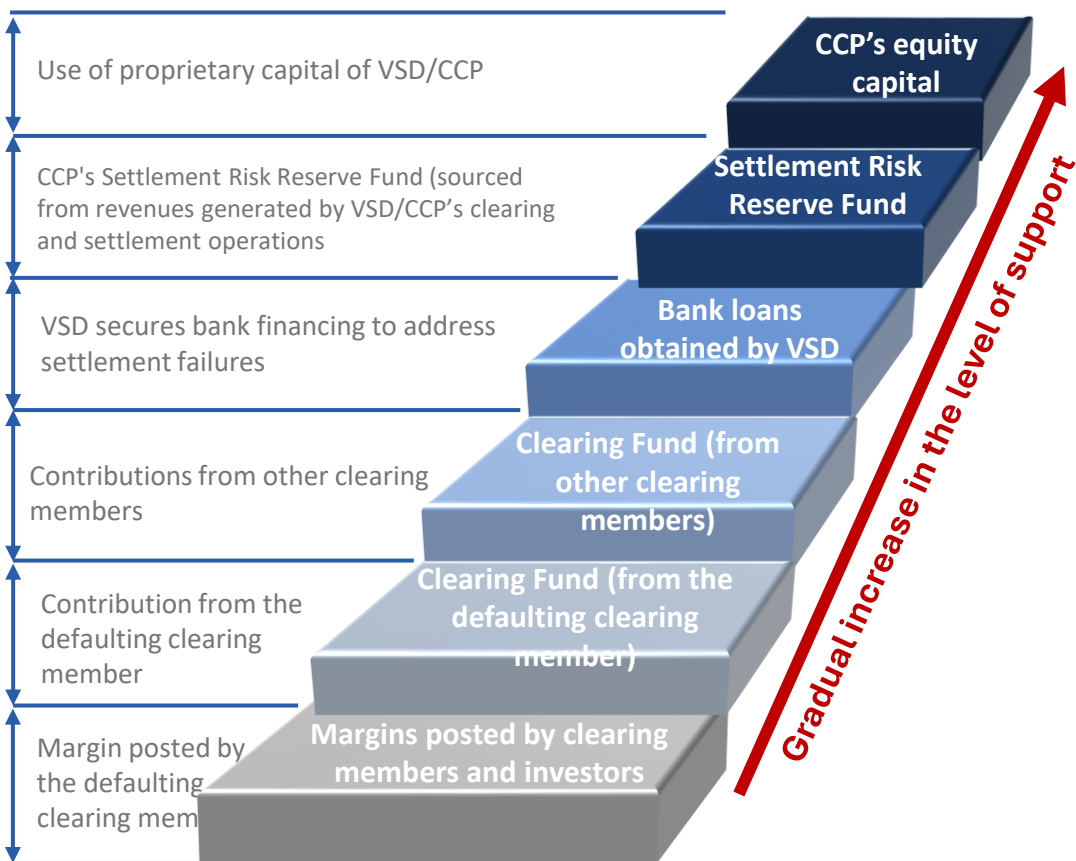 Use of proprietary capital of VSD/CCP
CCP’s equity
capital
CCP's Settlement Risk Reserve Fund (sourced
from revenues generated by VSD/CCP’s clearing
and settlement operations
Settlement Risk
Reserve Fund
VSD secures bank financing to address
settlement failures
Bank loans
obtained by VSD
Contributions from other clearing
members
Clearing Fund (from
other clearing
members)
Contribution from the
defaulting clearing
member
Clearing Fund (from the
defaulting clearing
member)
Margin posted by
the defaulting
clearing mem
Margins posted by clearing
members and investors
Gradual increase in the level of support